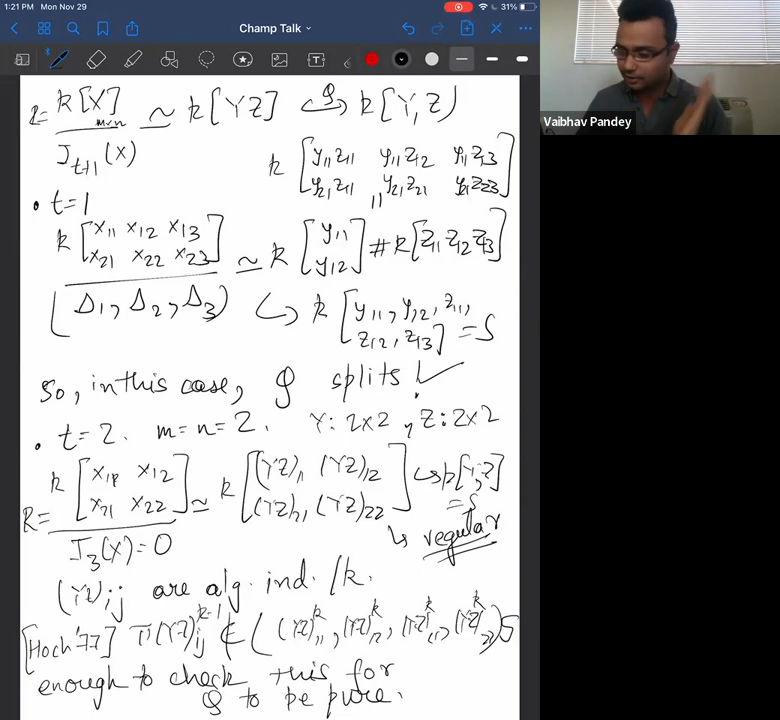 1:21 PM Mon Nov 29
31%
Champ Talk
Vaibhav Pandey
R = k[X]_{m×n} / I_{t+1}(X) ≃ k[YZ] ↪^φ k[Y,Z]
k [ y11z11 y11z12 y11z13
y21z11 y21z21 y21z23 ]
• t=1
k [ x11 x12 x13
x21 x22 x23 ] / (Δ1, Δ2, Δ3) ≃ k [ y11
y12 ] # k[z11 z12 z13]
↪ k [ y11, y12, z11,
z12, z13 ] = S
So, in this case, φ splits ✓
• t=2. m=n=2. Y: 2x2, Z: 2x2
R = k [ x11 x12
x21 x22 ] / I3(X)=0 ≃ k [ (YZ)11 (YZ)12
(YZ)21, (YZ)22 ] ↪ k[Y,Z]
= S
↳ regular
(YZ)ij are alg. ind. /k.
[Hoch '77] Π(YZ)ij^{k-1} ∉ ((YZ)11^k, (YZ)12^k, (YZ)21^k, (YZ)22^k)S
enough to check this for
φ to be pure.